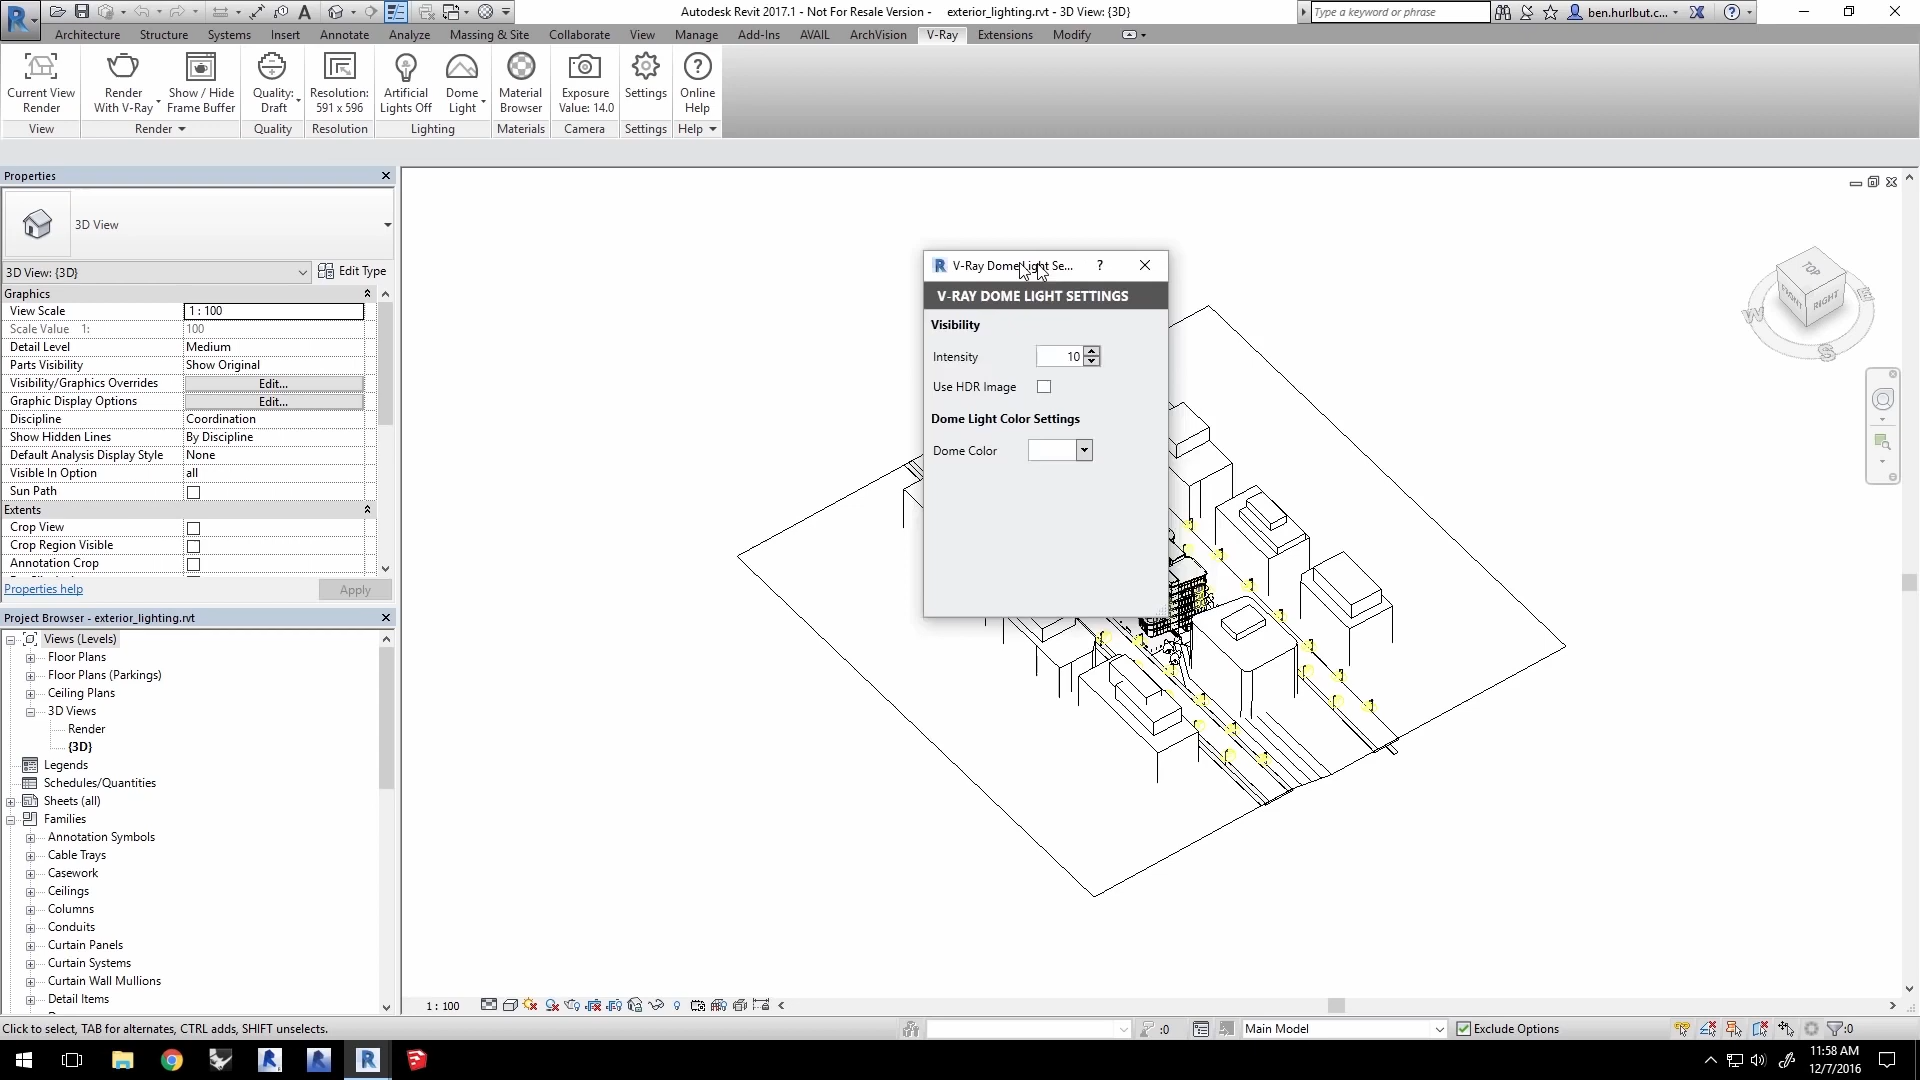 Autodesk Revit 2017.1 - Not For Resale Version - exterior_lighting.rvt - 3D View: {3D}
Type a keyword or phrase
ben.hurlbut.c...
Architecture Structure Systems Insert Annotate Analyze Massing & Site Collaborate View Manage Add-Ins AVAIL ArchVision V-Ray Extensions Modify
Current View Render
Render With V-Ray
Show / Hide Frame Buffer
Quality: Draft
Resolution: 591 x 596
Artificial Lights Off
Dome Light
Material Browser
Exposure Value: 14.0
Settings
Online Help
View Render Quality Resolution Lighting Materials Camera Settings Help
Properties
3D View
3D View: {3D}
Edit Type
Graphics
View Scale 1 : 100
Scale Value 1: 100
Detail Level Medium
Parts Visibility Show Original
Visibility/Graphics Overrides Edit...
Graphic Display Options Edit...
Discipline Coordination
Show Hidden Lines By Discipline
Default Analysis Display Style None
Visible In Option all
Sun Path
Extents
Crop View
Crop Region Visible
Annotation Crop
Properties help
Apply
Project Browser - exterior_lighting.rvt
Views (Levels)
Floor Plans
Floor Plans (Parkings)
Ceiling Plans
3D Views
Render
{3D}
Legends
Schedules/Quantities
Sheets (all)
Families
Annotation Symbols
Cable Trays
Casework
Ceilings
Columns
Conduits
Curtain Panels
Curtain Systems
Curtain Wall Mullions
Detail Items
V-Ray Dome Light Se...
V-RAY DOME LIGHT SETTINGS
Visibility
Intensity 10
Use HDR Image
Dome Light Color Settings
Dome Color
TOP
FRONT
RIGHT
W
E
S
1 : 100
Click to select, TAB for alternates, CTRL adds, SHIFT unselects.
:0
Main Model
Exclude Options
:0
11:58 AM
12/7/2016